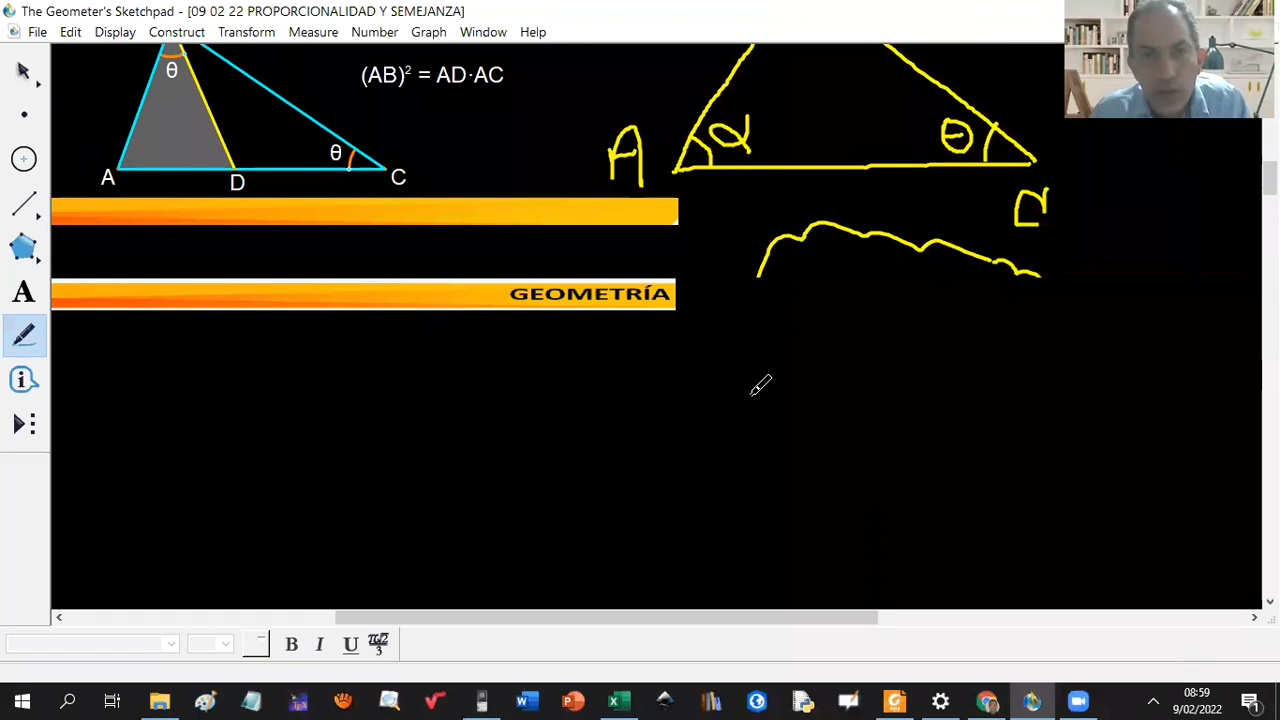 The Geometer's Sketchpad - [09 02 22 PROPORCIONALIDAD Y SEMEJANZA]
File Edit Display Construct Transform Measure Number Graph Window Help
θ
(AB)² = AD·AC
θ
A
D
C
A
α
θ
GEOMETRÍA
B I U
08:59
9/02/2022